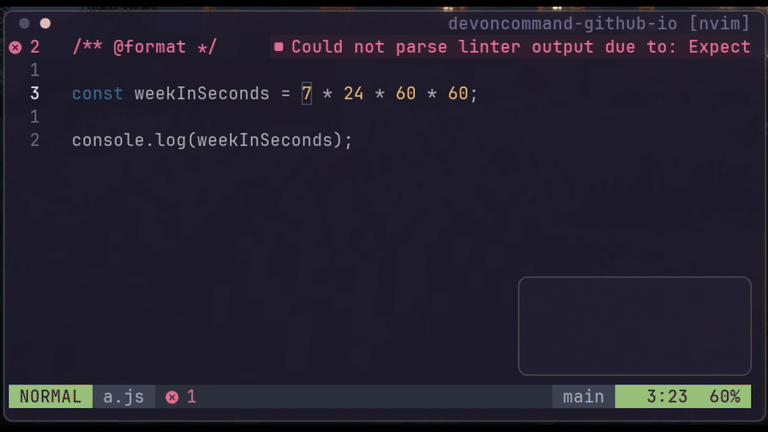 devoncommand-github-io [nvim]
2 /** @format */ ■ Could not parse linter output due to: Expect
1
3 const weekInSeconds = 7 * 24 * 60 * 60;
1
2 console.log(weekInSeconds);
NORMAL a.js 1 main 3:23 60%